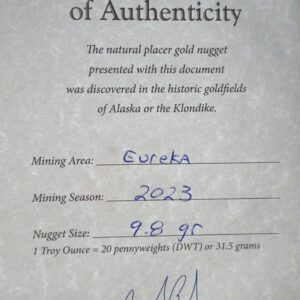 of Authenticity
The natural placer gold nugget
presented with this document
was discovered in the historic goldfields
of Alaska or the Klondike.
Mining Area: Eureka
Mining Season: 2023
Nugget Size: 9.8 gr
1 Troy Ounce = 20 pennyweights (DWT) or 31.5 grams